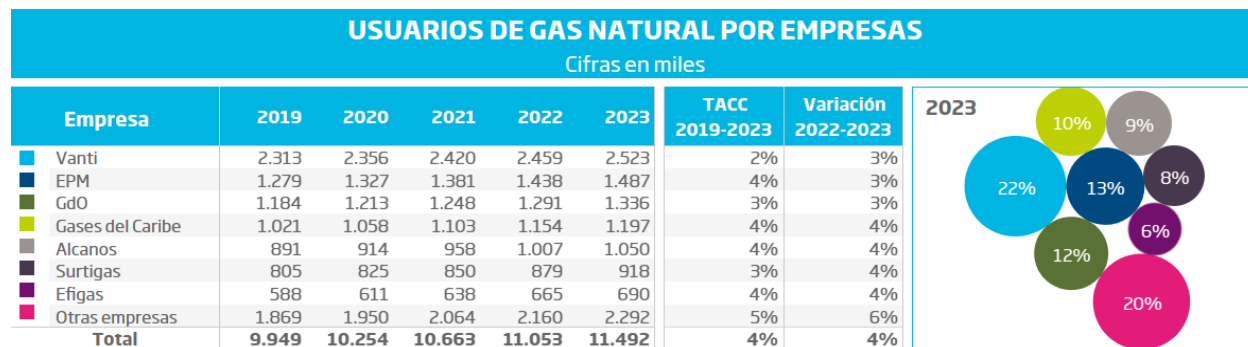 USUARIOS DE GAS NATURAL POR EMPRESAS
Cifras en miles
Empresa 2019 2020 2021 2022 2023 TACC 2019-2023 Variación 2022-2023
Vanti 2.313 2.356 2.420 2.459 2.523 2% 3%
EPM 1.279 1.327 1.381 1.438 1.487 4% 3%
GdO 1.184 1.213 1.248 1.291 1.336 3% 3%
Gases del Caribe 1.021 1.058 1.103 1.154 1.197 4% 4%
Alcanos 891 914 958 1.007 1.050 4% 4%
Surtigas 805 825 850 879 918 3% 4%
Efigas 588 611 638 665 690 4% 4%
Otras empresas 1.869 1.950 2.064 2.160 2.292 5% 6%
Total 9.949 10.254 10.663 11.053 11.492 4% 4%
2023
10%
9%
22%
13%
8%
6%
12%
20%